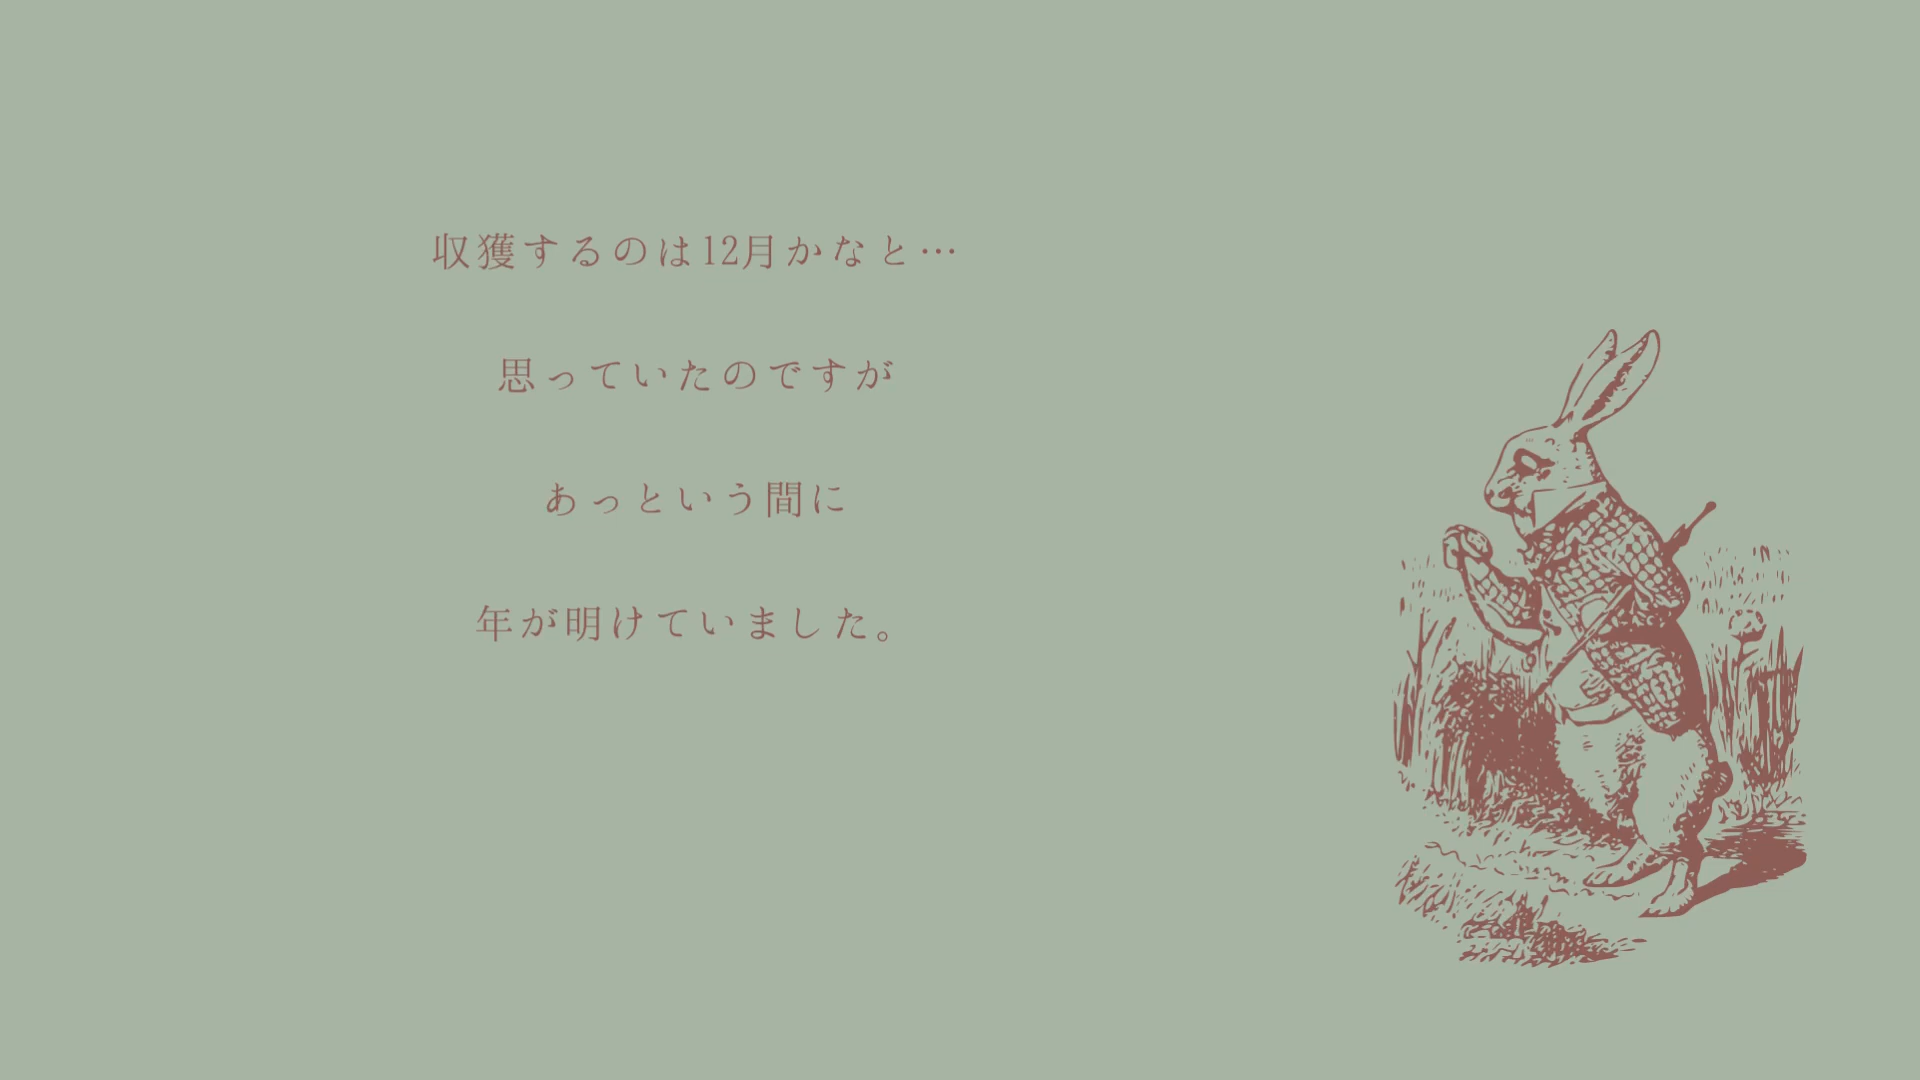 収獲するのは12月かなと…
思っていたのですが
あっという間に
年が明けていました。